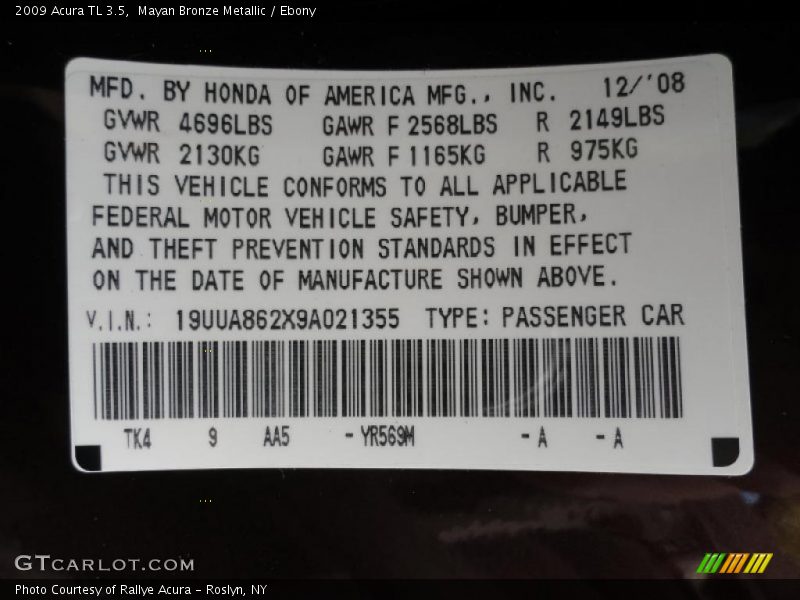 2009 Acura TL 3.5,  Mayan Bronze Metallic / Ebony
MFD. BY HONDA OF AMERICA MFG., INC. 12/'08
GVWR 4696LBS GAWR F 2568LBS R 2149LBS
GVWR 2130KG GAWR F 1165KG R 975KG
THIS VEHICLE CONFORMS TO ALL APPLICABLE
FEDERAL MOTOR VEHICLE SAFETY, BUMPER,
AND THEFT PREVENTION STANDARDS IN EFFECT
ON THE DATE OF MANUFACTURE SHOWN ABOVE.
V.I.N.: 19UUA862X9A021355 TYPE: PASSENGER CAR
TK4 9 AA5 - YR569M - A - A
GTCARLOT.COM
Photo Courtesy of Rallye Acura – Roslyn, NY